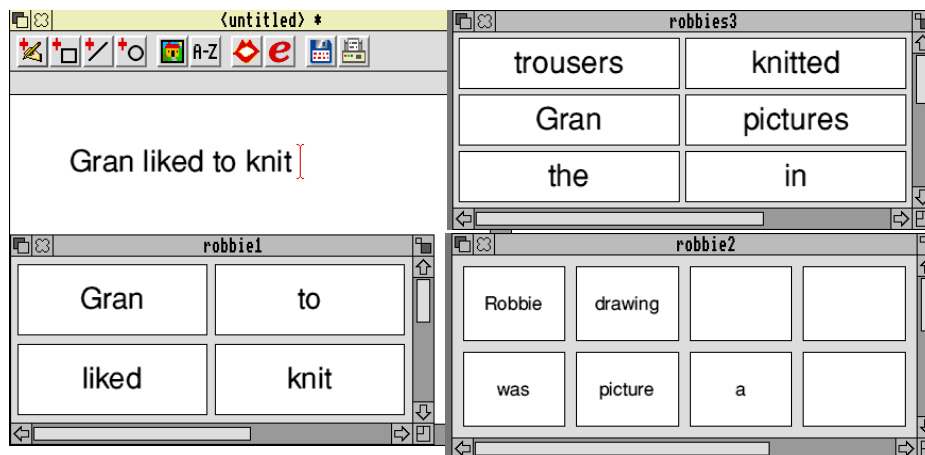 <untitled> *
A-Z
e
Gran liked to knit
robbies3
trousers knitted
Gran pictures
the in
robbie1
Gran to
liked knit
robbie2
Robbie drawing
was picture a